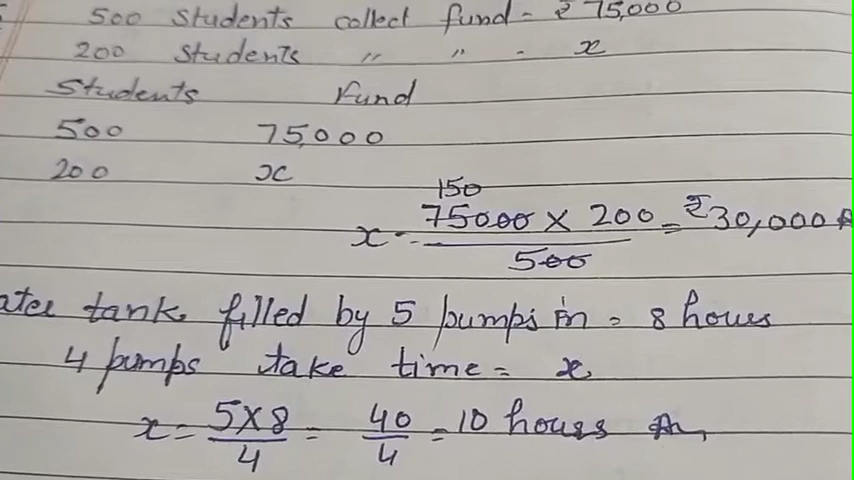 500 Students collect fund - ₹ 75,000
200 Students " " - x
Students Fund
500 75,000
200 x
150
x = 75000 × 200 = ₹30,000 A
500
ater tank filled by 5 pumps in = 8 hours
4 pumps take time = x
x = 5×8 = 40 = 10 hours An,
4 4